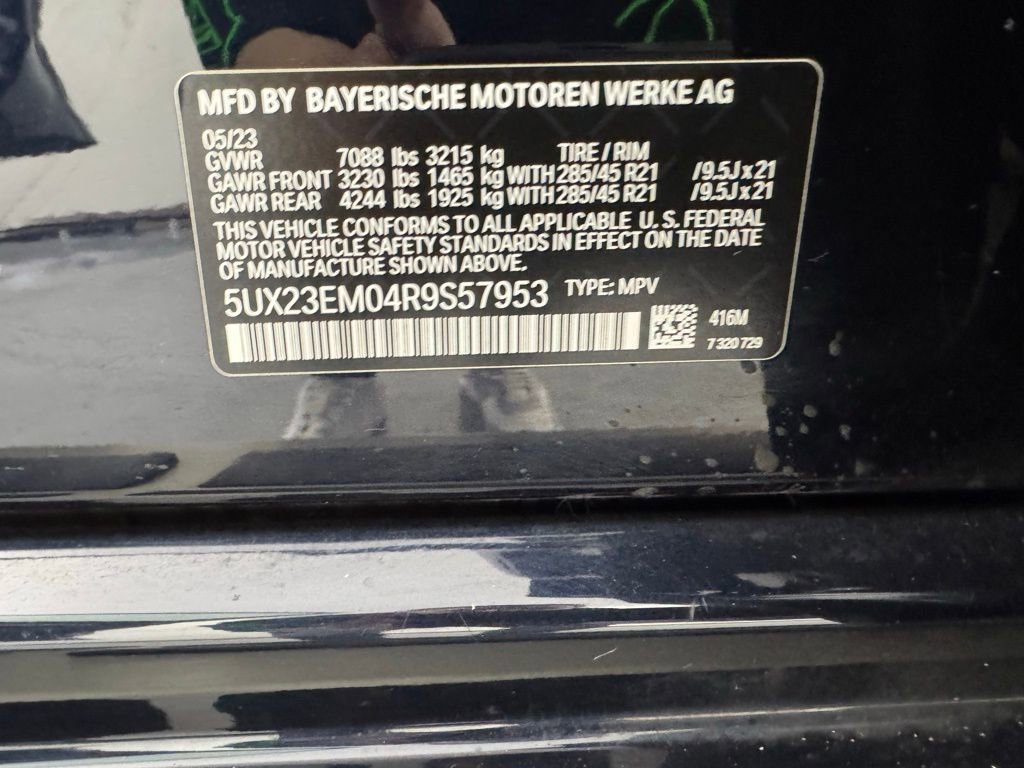 MFD BY BAYERISCHE MOTOREN WERKE AG
05/23
GVWR 7088 lbs 3215 kg TIRE / RIM
GAWR FRONT 3230 lbs 1465 kg WITH 285/45 R21 /9.5J x 21
GAWR REAR 4244 lbs 1925 kg WITH 285/45 R21 /9.5J x 21
THIS VEHICLE CONFORMS TO ALL APPLICABLE U. S. FEDERAL
MOTOR VEHICLE SAFETY STANDARDS IN EFFECT ON THE DATE
OF MANUFACTURE SHOWN ABOVE.
5UX23EM04R9S57953 TYPE: MPV
416M
7 320 729